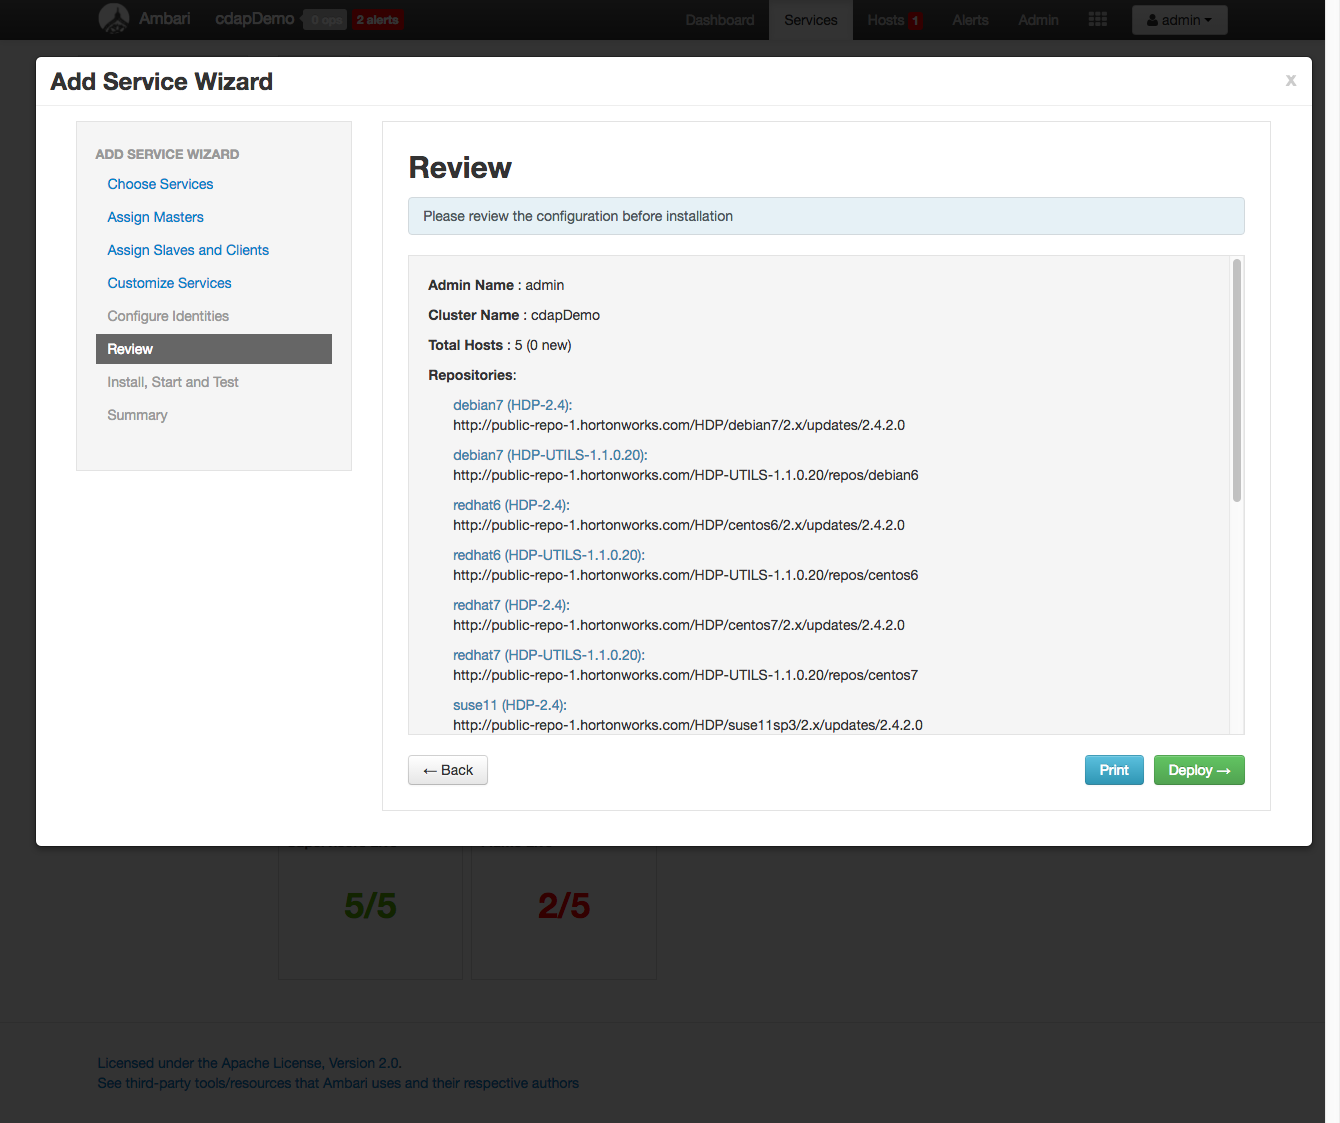 Ambari cdapDemo 0 ops 2 alerts Dashboard Services Hosts 1 Alerts Admin admin
Add Service Wizard x
ADD SERVICE WIZARD
Choose Services
Assign Masters
Assign Slaves and Clients
Customize Services
Configure Identities
Review
Install, Start and Test
Summary
Review
Please review the configuration before installation
Admin Name : admin
Cluster Name : cdapDemo
Total Hosts : 5 (0 new)
Repositories:
debian7 (HDP-2.4):
http://public-repo-1.hortonworks.com/HDP/debian7/2.x/updates/2.4.2.0
debian7 (HDP-UTILS-1.1.0.20):
http://public-repo-1.hortonworks.com/HDP-UTILS-1.1.0.20/repos/debian6
redhat6 (HDP-2.4):
http://public-repo-1.hortonworks.com/HDP/centos6/2.x/updates/2.4.2.0
redhat6 (HDP-UTILS-1.1.0.20):
http://public-repo-1.hortonworks.com/HDP-UTILS-1.1.0.20/repos/centos6
redhat7 (HDP-2.4):
http://public-repo-1.hortonworks.com/HDP/centos7/2.x/updates/2.4.2.0
redhat7 (HDP-UTILS-1.1.0.20):
http://public-repo-1.hortonworks.com/HDP-UTILS-1.1.0.20/repos/centos7
suse11 (HDP-2.4):
http://public-repo-1.hortonworks.com/HDP/suse11sp3/2.x/updates/2.4.2.0
← Back Print Deploy →
5/5 2/5
Licensed under the Apache License, Version 2.0.
See third-party tools/resources that Ambari uses and their respective authors